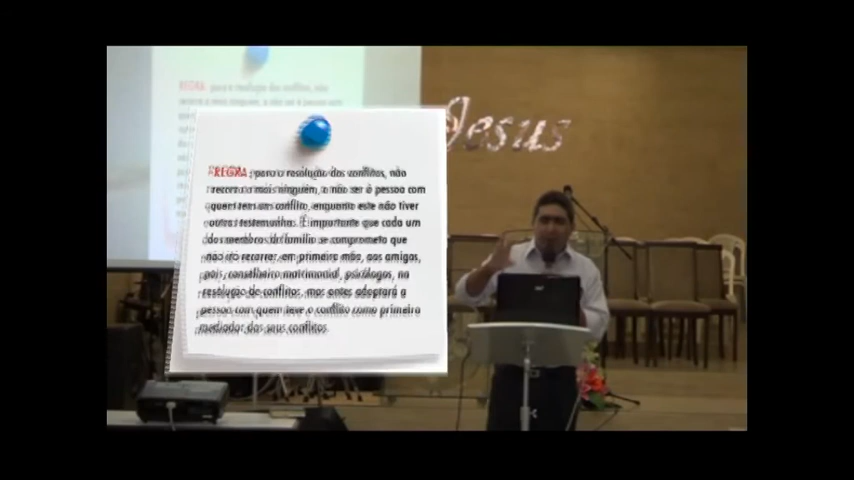 Jesus
REGRA: para a resolução dos conflitos, não
recorra a mais ninguém, a não ser à pessoa com
quem tem um conflito, enquanto este não tiver
outra testemunha. É importante que cada um
dos membros da família se comprometa que
não irá recorrer, em primeira mão, aos amigos,
pais, conselheiro matrimonial, psicólogos, na
resolução de conflitos, mas antes adoptará a
pessoa com quem teve o conflito como primeiro
mediador dos seus conflitos.